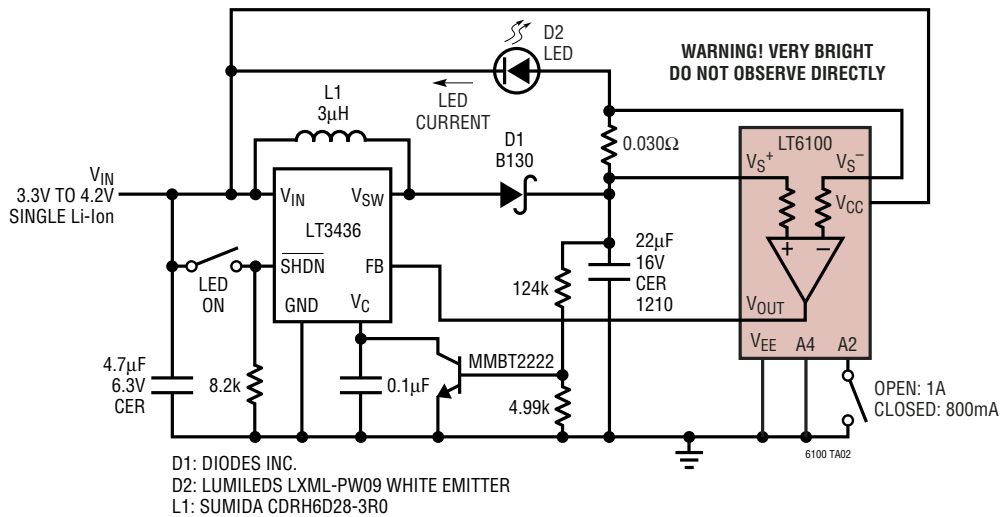 D2
LED
WARNING! VERY BRIGHT
DO NOT OBSERVE DIRECTLY
LED
CURRENT
L1
3μH
D1
B130
0.030Ω
LT6100
VS+
VS–
VCC
VIN
3.3V TO 4.2V
SINGLE Li-Ion
VIN
VSW
LT3436
SHDN
FB
GND
VC
LED
ON
22μF
16V
CER
1210
124k
+
–
VOUT
VEE
A4
A2
4.7μF
6.3V
CER
8.2k
0.1μF
MMBT2222
4.99k
OPEN: 1A
CLOSED: 800mA
6100 TA02
D1: DIODES INC.
D2: LUMILEDS LXML-PW09 WHITE EMITTER
L1: SUMIDA CDRH6D28-3R0